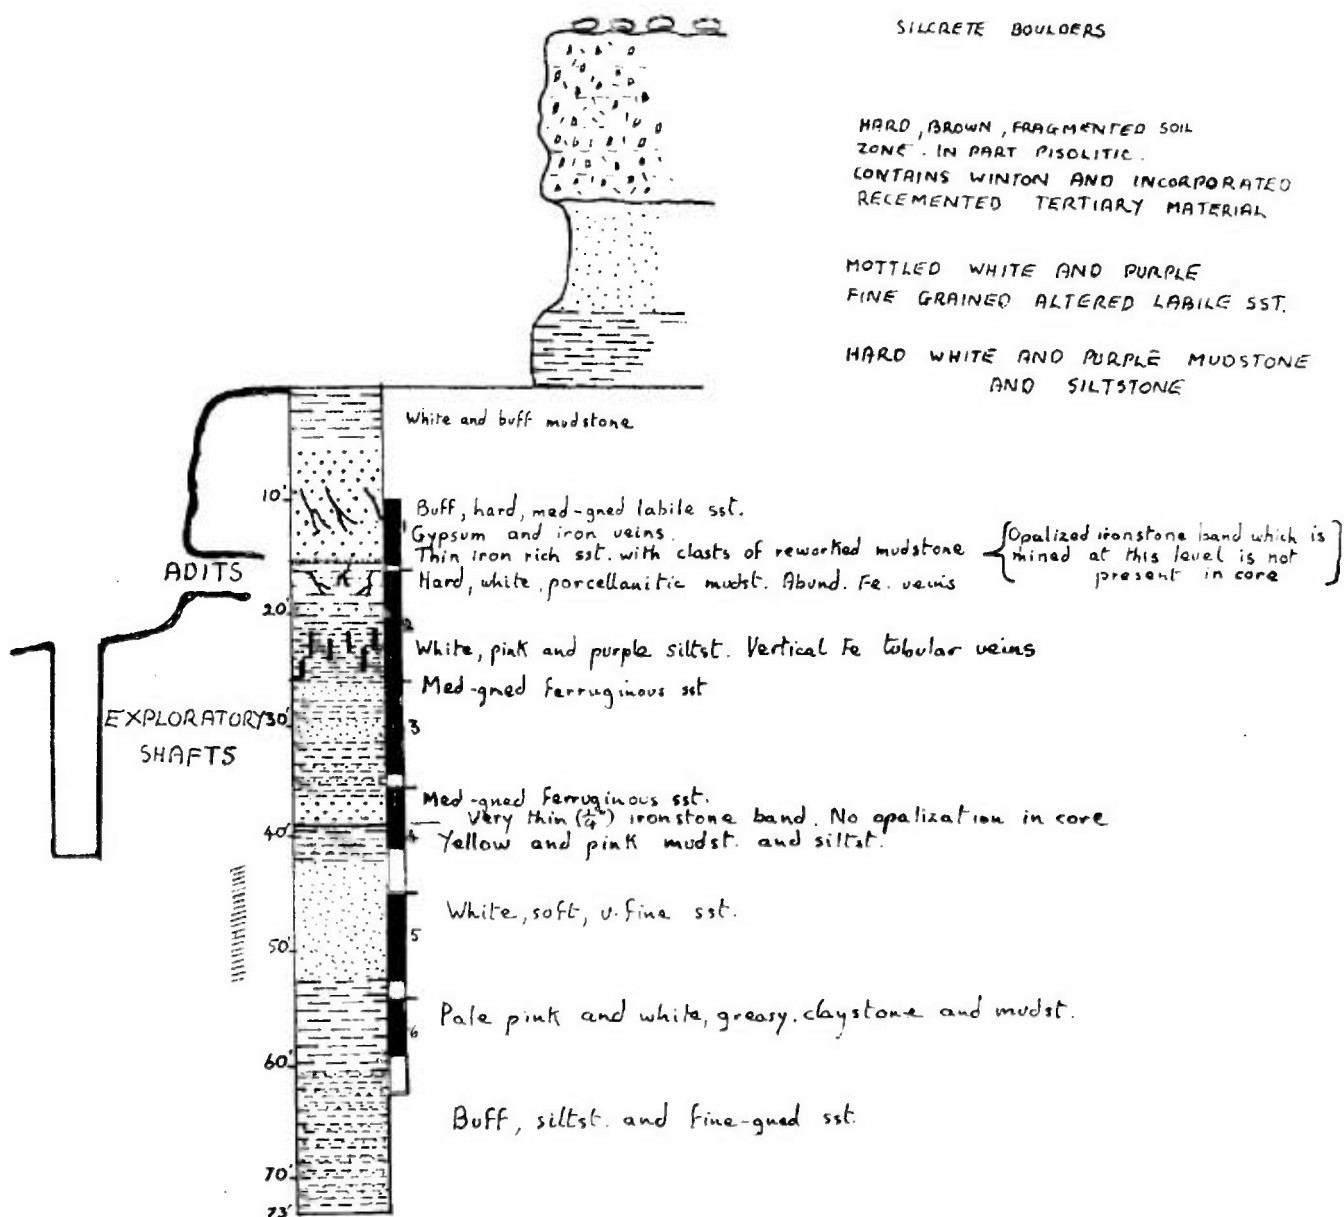 SILCRETE BOULDERS
HARD, BROWN, FRAGMENTED SOIL
ZONE. IN PART PISOLITIC.
CONTAINS WINTON AND INCORPORATED
RECEMENTED TERTIARY MATERIAL
MOTTLED WHITE AND PURPLE
FINE GRAINED ALTERED LABILE SST.
HARD WHITE AND PURPLE MUDSTONE
AND SILTSTONE
White and buff mudstone
10'
Buff, hard, med-gned labile sst.
1
Gypsum and iron veins.
Thin iron rich sst. with clasts of reworked mudstone
Opalized ironstone band which is
mined at this level is not
present in core
ADITS
Hard, white, porcellanitic mudst. Abund. Fe. veins
20'
2
White, pink and purple siltst. Vertical Fe tubular veins
Med-gned ferruginous sst
EXPLORATORY
SHAFTS
30'
3
Med-gned ferruginous sst.
Very thin (1/4") ironstone band. No opalization in core
40'
4
Yellow and pink mudst. and siltst.
White, soft, v. fine sst.
5
50'
Pale pink and white, greasy, claystone and mudst.
6
60'
Buff, siltst. and fine-gned sst.
70'
73'